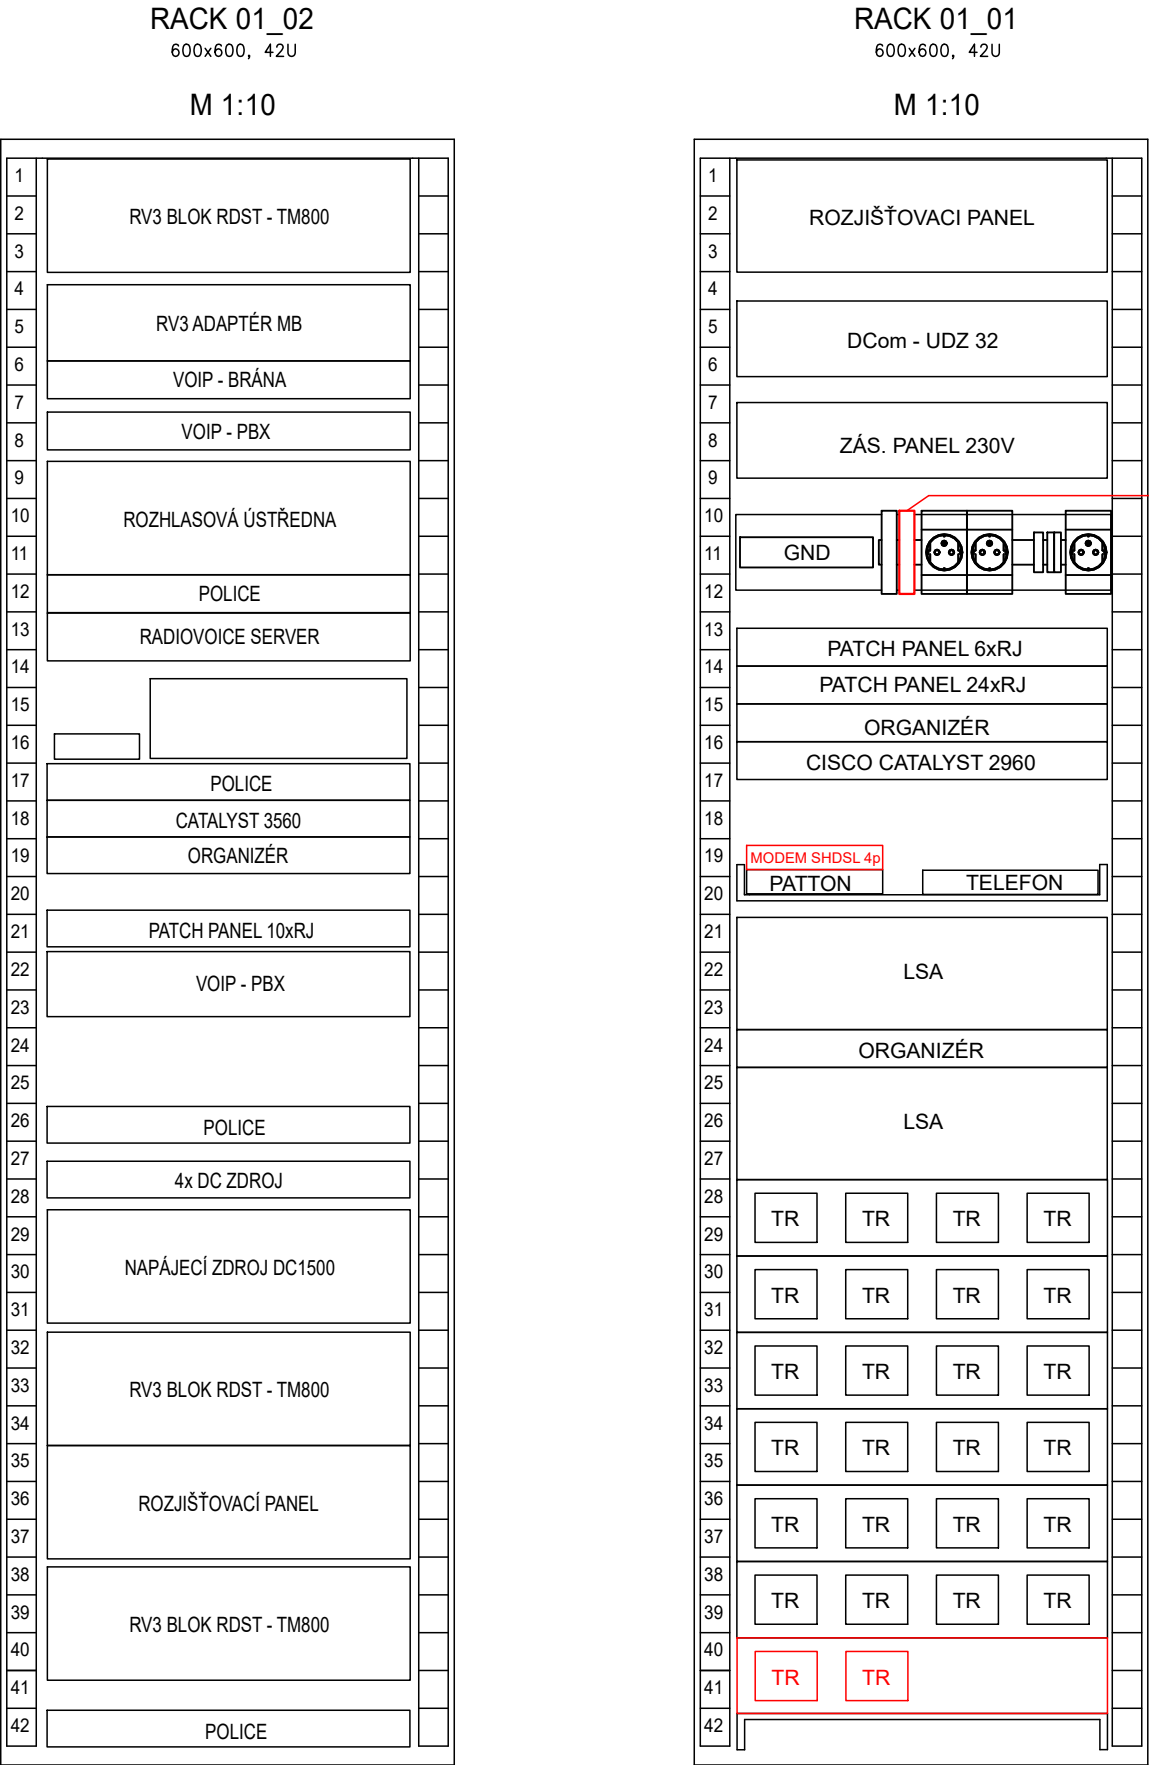 RACK 01_02
600x600, 42U
M 1:10
1
2
3
4
5
6
7
8
9
10
11
12
13
14
15
16
17
18
19
20
21
22
23
24
25
26
27
28
29
30
31
32
33
34
35
36
37
38
39
40
41
42
RV3 BLOK RDST - TM800
RV3 ADAPTÉR MB
VOIP - BRÁNA
VOIP - PBX
ROZHLASOVÁ ÚSTŘEDNA
POLICE
RADIOVOICE SERVER
POLICE
CATALYST 3560
ORGANIZÉR
PATCH PANEL 10xRJ
VOIP - PBX
POLICE
4x DC ZDROJ
NAPÁJECÍ ZDROJ DC1500
RV3 BLOK RDST - TM800
ROZJIŠŤOVACÍ PANEL
RV3 BLOK RDST - TM800
POLICE
RACK 01_01
600x600, 42U
M 1:10
1
2
3
4
5
6
7
8
9
10
11
12
13
14
15
16
17
18
19
20
21
22
23
24
25
26
27
28
29
30
31
32
33
34
35
36
37
38
39
40
41
42
ROZJIŠŤOVACI PANEL
DCom - UDZ 32
ZÁS. PANEL 230V
GND
PATCH PANEL 6xRJ
PATCH PANEL 24xRJ
ORGANIZÉR
CISCO CATALYST 2960
MODEM SHDSL 4p
PATTON TELEFON
LSA
ORGANIZÉR
LSA
TR TR TR TR
TR TR TR TR
TR TR TR TR
TR TR TR TR
TR TR TR TR
TR TR TR TR
TR TR